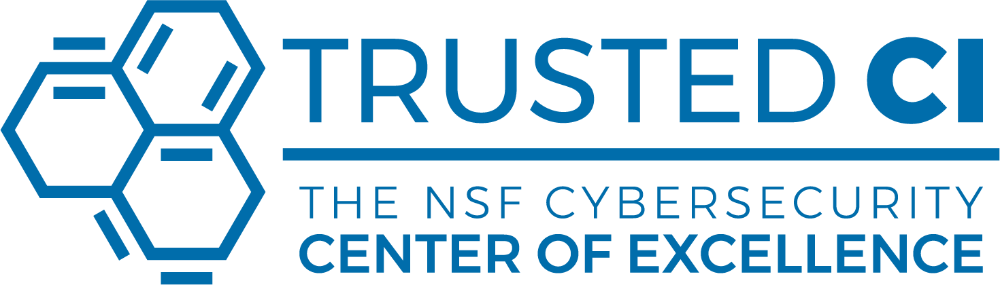 TRUSTED CI
THE NSF CYBERSECURITY
CENTER OF EXCELLENCE